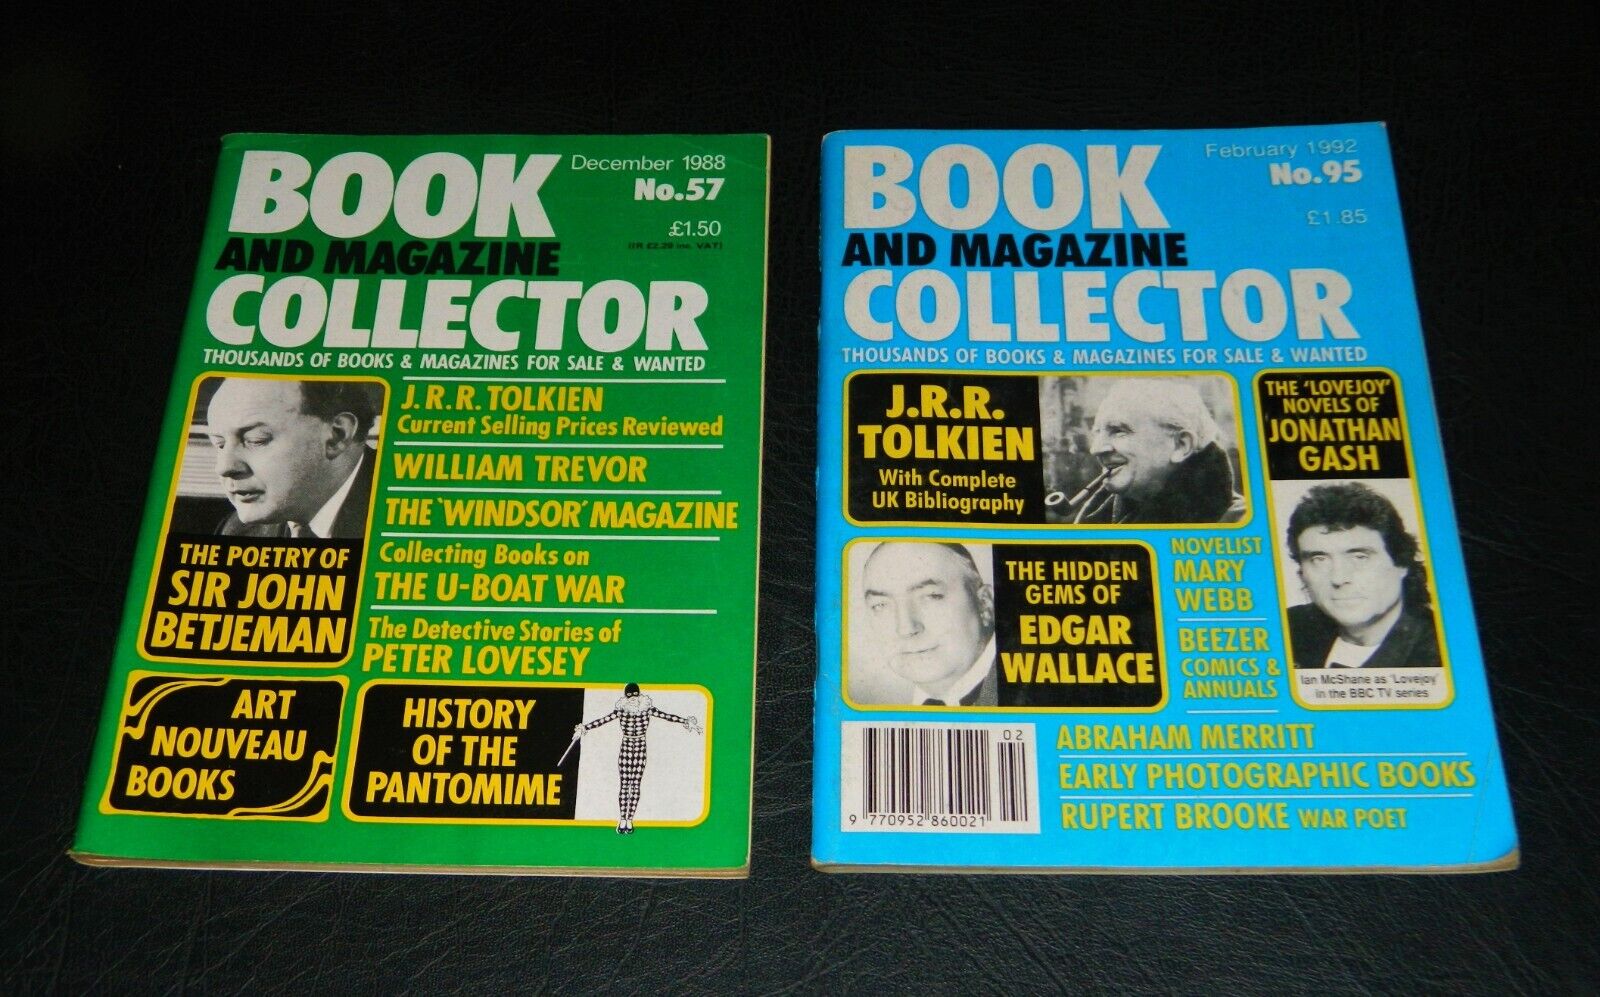 BOOK
December 1988
No.57
£1.50
(IR £2.29 inc. VAT)
AND MAGAZINE
COLLECTOR
THOUSANDS OF BOOKS & MAGAZINES FOR SALE & WANTED
J.R.R. TOLKIEN
Current Selling Prices Reviewed
WILLIAM TREVOR
THE 'WINDSOR' MAGAZINE
Collecting Books on
THE U-BOAT WAR
The Detective Stories of
PETER LOVESEY
THE POETRY OF
SIR JOHN
BETJEMAN
ART
NOUVEAU
BOOKS
HISTORY
OF THE
PANTOMIME
BOOK
February 1992
No.95
£1.85
AND MAGAZINE
COLLECTOR
THOUSANDS OF BOOKS & MAGAZINES FOR SALE & WANTED
J.R.R.
TOLKIEN
With Complete
UK Bibliography
THE 'LOVEJOY'
NOVELS OF
JONATHAN
GASH
Ian McShane as 'Lovejoy'
in the BBC TV series
THE HIDDEN
GEMS OF
EDGAR
WALLACE
NOVELIST
MARY
WEBB
BEEZER
COMICS &
ANNUALS
ABRAHAM MERRITT
EARLY PHOTOGRAPHIC BOOKS
RUPERT BROOKE WAR POET
02
9 770952 860021